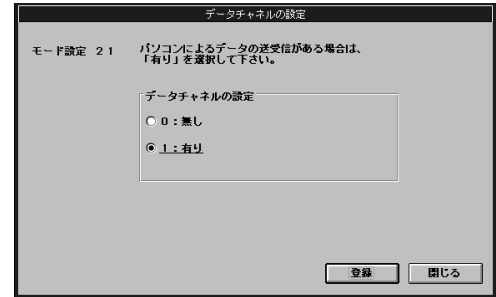 データチャネルの設定
モード設定 21
パソコンによるデータの送受信がある場合は、
「有り」を選択して下さい。
データチャネルの設定
0:無し
1:有り
登録 閉じる